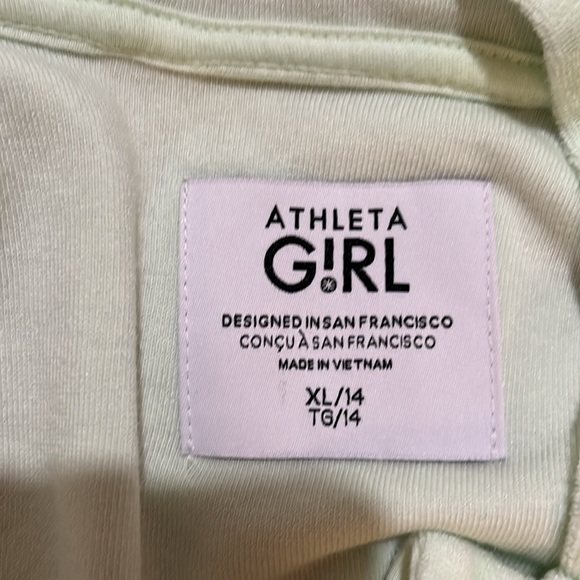 ATHLETA
G!RL
DESIGNED IN SAN FRANCISCO
CONÇU À SAN FRANCISCO
MADE IN VIETNAM
XL/14
TG/14